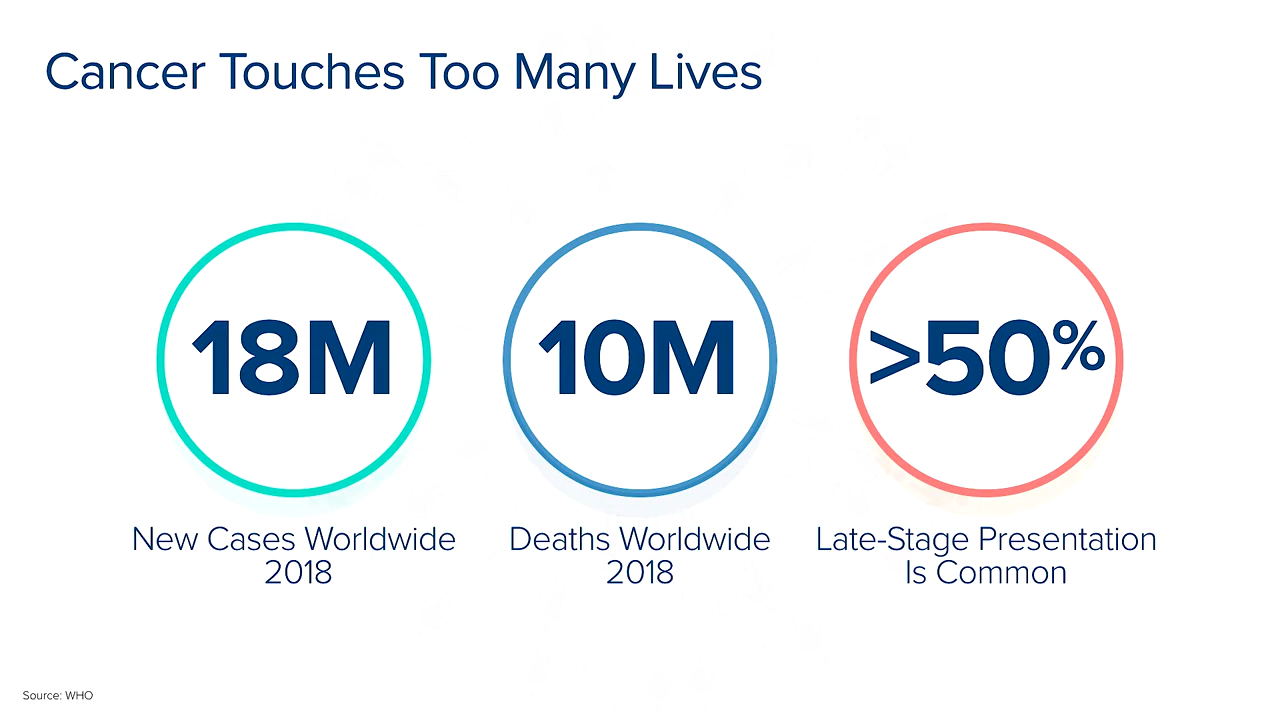 Cancer Touches Too Many Lives
18M
10M
>50%
New Cases Worldwide
2018
Deaths Worldwide
2018
Late-Stage Presentation
Is Common
Source: WHO